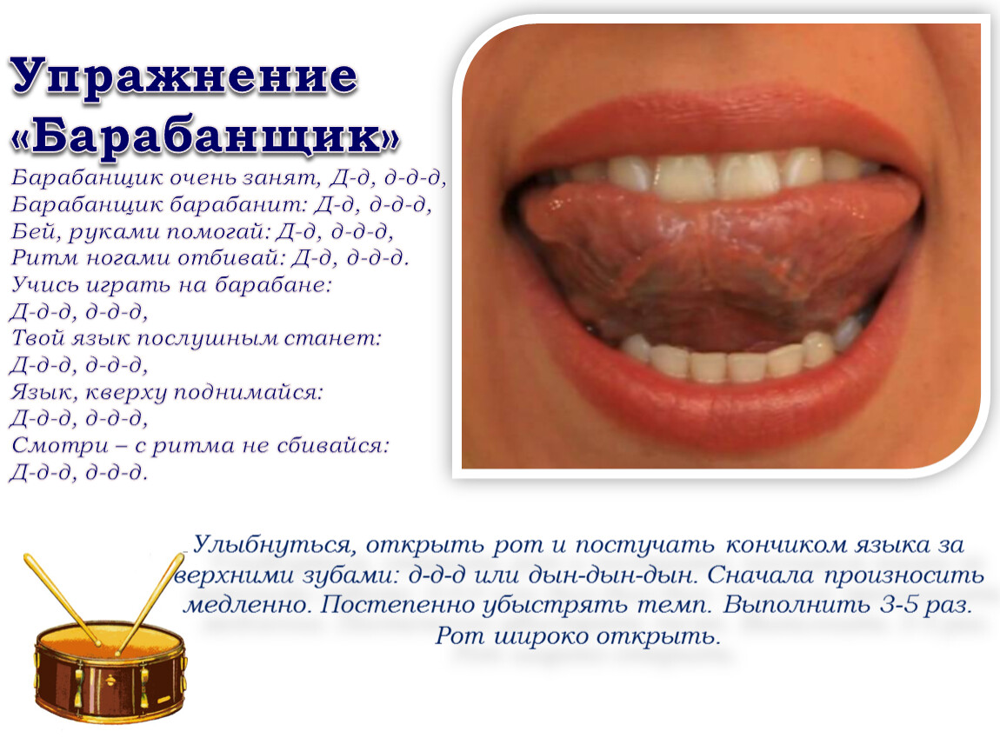 Упражнение
«Барабанщик»
Барабанщик очень занят, Д-д, д-д-д,
Барабанщик барабанит: Д-д, д-д-д,
Бей, руками помогай: Д-д, д-д-д,
Ритм ногами отбивай: Д-д, д-д-д.
Учись играть на барабане:
Д-д-д, д-д-д,
Твой язык послушным станет:
Д-д-д, д-д-д,
Язык, кверху поднимайся:
Д-д-д, д-д-д,
Смотри – с ритма не сбивайся:
Д-д-д, д-д-д.
Улыбнуться, открыть рот и постучать кончиком языка за
верхними зубами: д-д-д или дын-дын-дын. Сначала произносить
медленно. Постепенно убыстрять темп. Выполнить 3-5 раз.
Рот широко открыть.